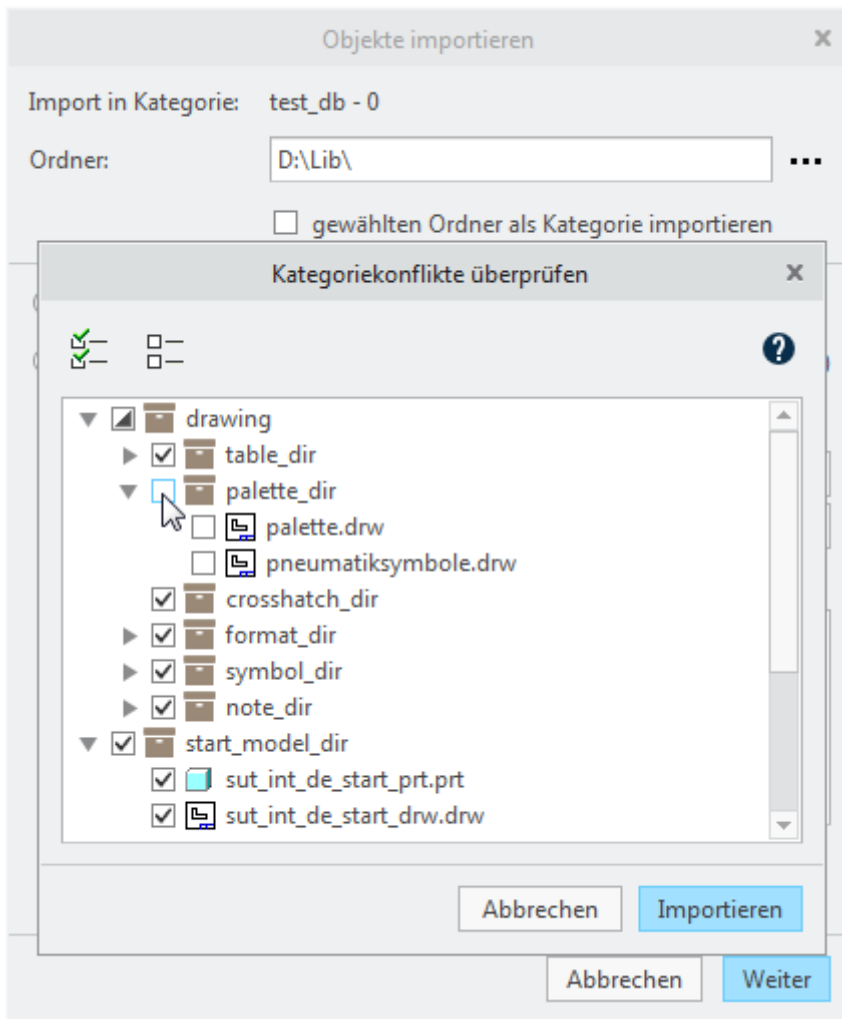 Objekte importieren
Import in Kategorie: test_db - 0
Ordner: D:\Lib\
gewählten Ordner als Kategorie importieren
Kategoriekonflikte überprüfen
drawing
table_dir
palette_dir
palette.drw
pneumatiksymbole.drw
crosshatch_dir
format_dir
symbol_dir
note_dir
start_model_dir
sut_int_de_start_prt.prt
sut_int_de_start_drw.drw
Abbrechen Importieren
Abbrechen Weiter